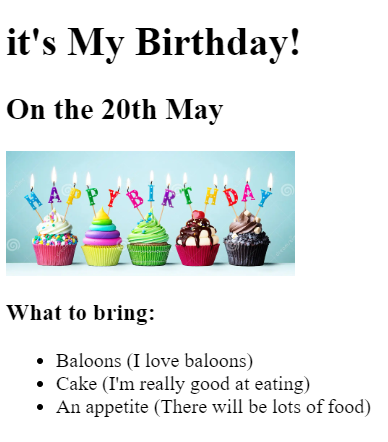 it's My Birthday!
On the 20th May
HAPPY BIRTHDAY
What to bring:
Baloons (I love baloons)
Cake (I'm really good at eating)
An appetite (There will be lots of food)